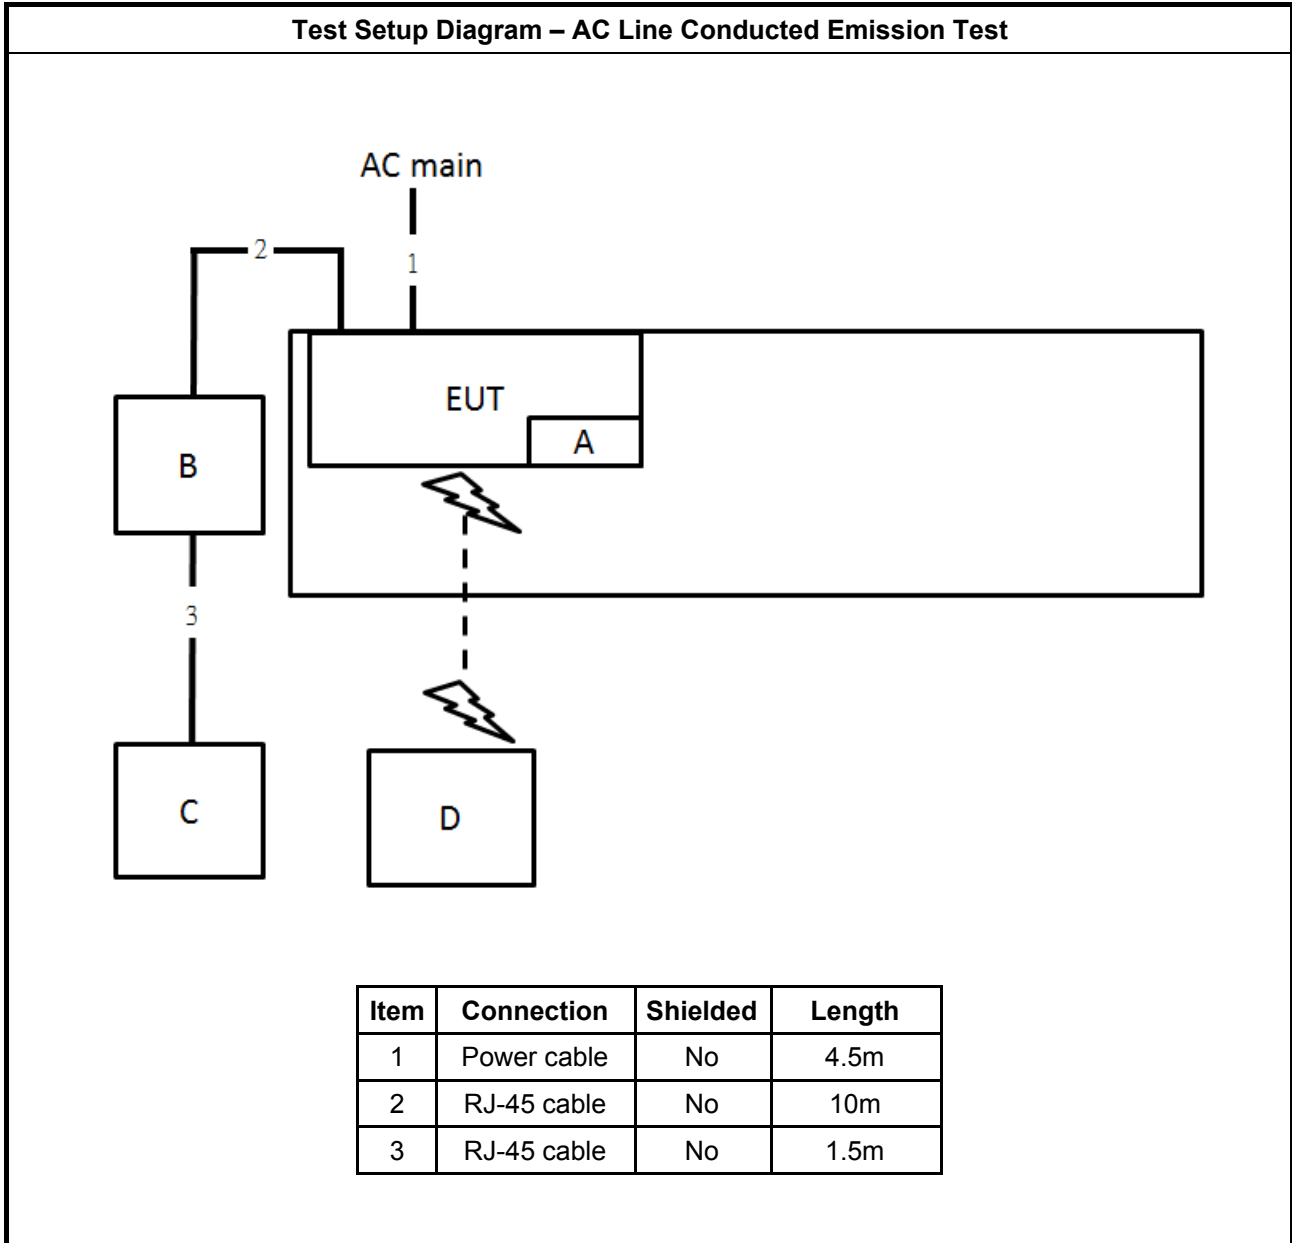 Test Setup Diagram – AC Line Conducted Emission Test
AC main
2
1
EUT
A
B
3
C
D
Item Connection Shielded Length
1 Power cable No 4.5m
2 RJ-45 cable No 10m
3 RJ-45 cable No 1.5m